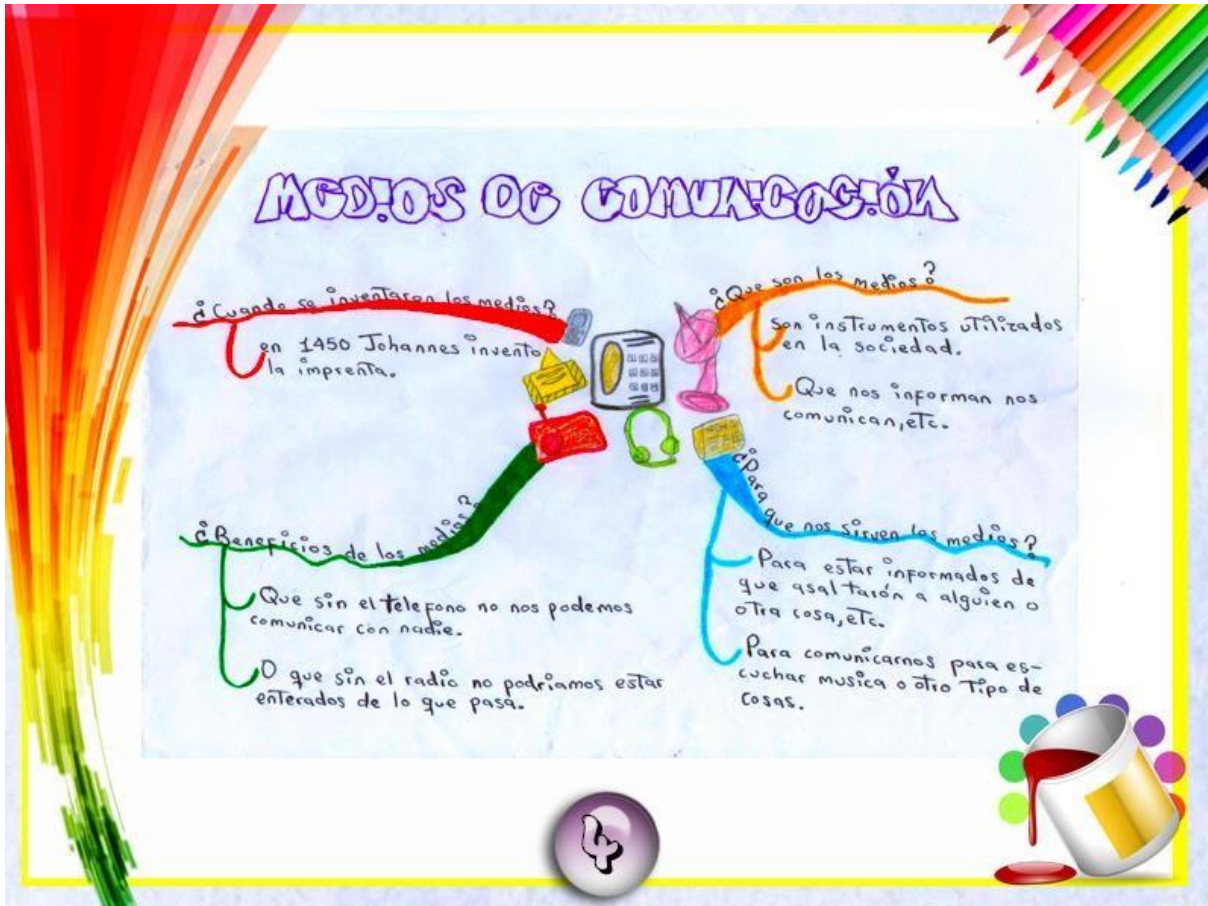 MEDIOS DE COMUNICACIÓN
¿Cuando se inventaron los medios?
en 1450 Johannes invento
la imprenta.
¿Que son los medios?
son instrumentos utilizados
en la sociedad.
Que nos informan nos
comunican, etc.
¿Beneficios de los medios?
Que sin el telefono no nos podemos
comunicar con nadie.
O que sin el radio no podriamos estar
enterados de lo que pasa.
¿Para que nos sirven los medios?
Para estar informados de
que asaltarón a alguien o
otra cosa, etc.
Para comunicarnos para es-
cuchar musica o otro tipo de
cosas.
4